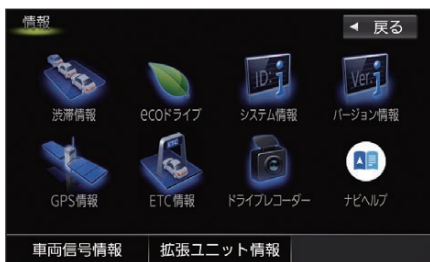 情報
◀ 戻る
ID: i
Ver. i
渋滞情報 ecoドライブ システム情報 バージョン情報
ETC
GPS情報 ETC情報 ドライブレコーダー ナビヘルプ
A
車両信号情報 拡張ユニット情報